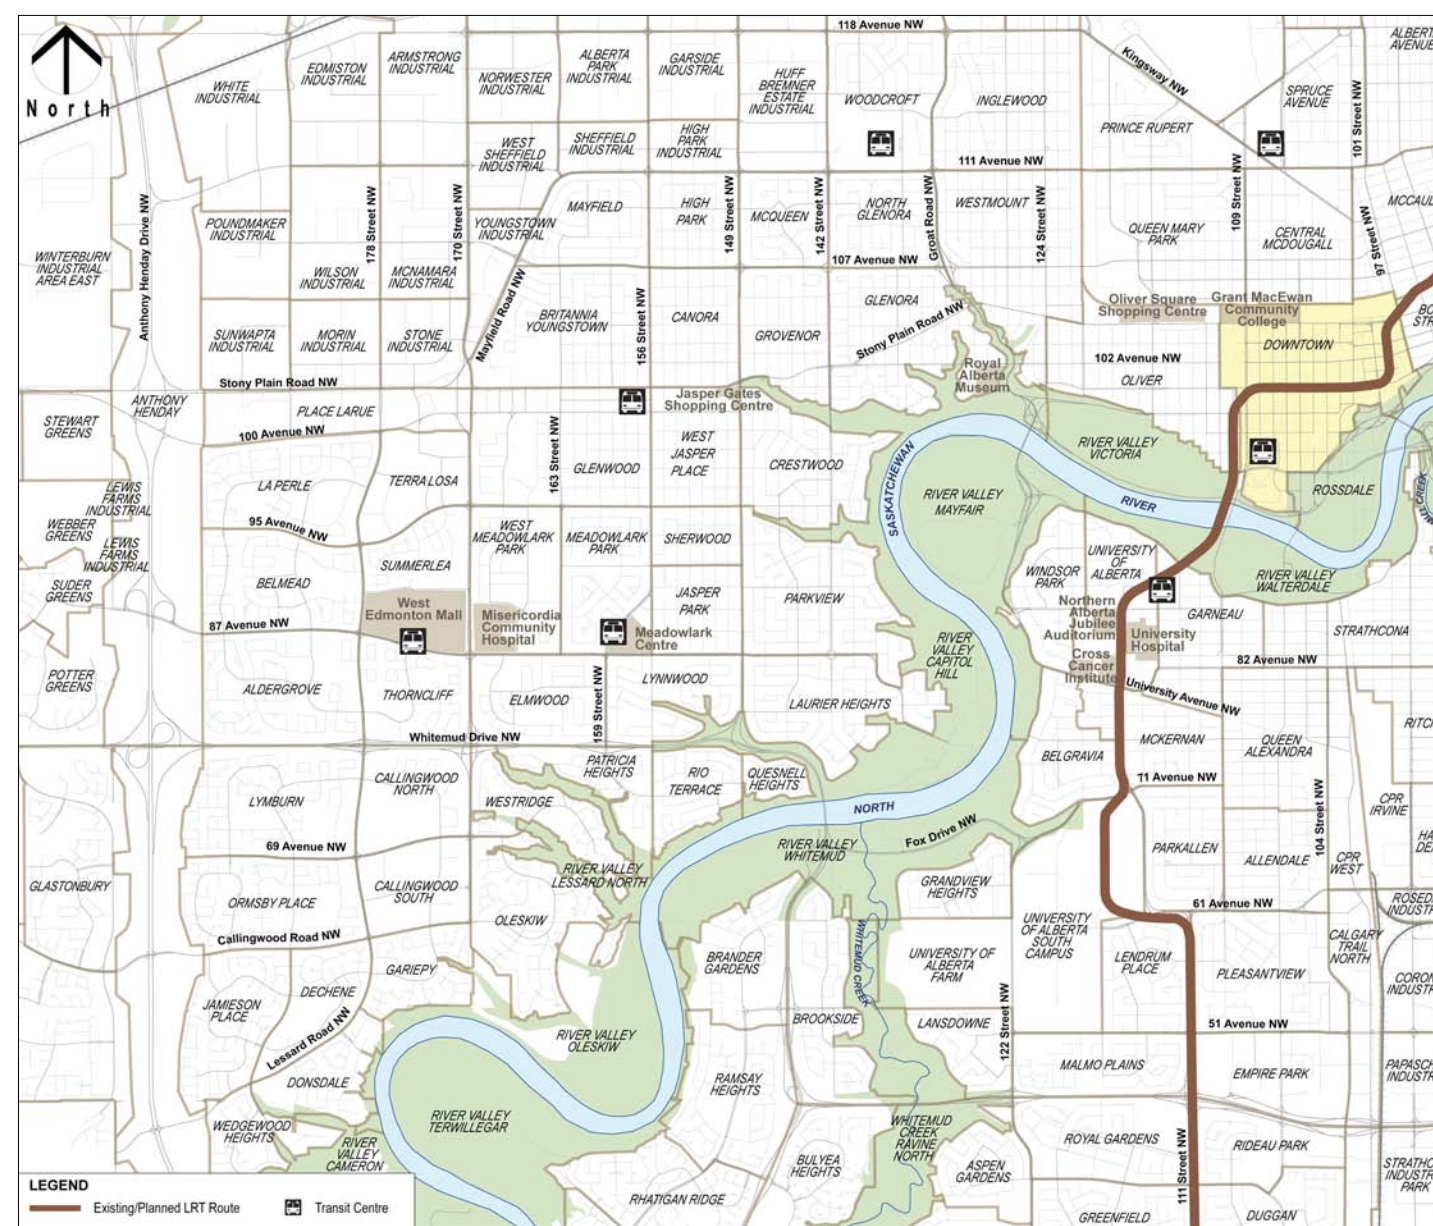 North
118 Avenue NW
ALBERTA
AVENUE
ARMSTRONG
INDUSTRIAL
ALBERTA
PARK
INDUSTRIAL
GARSIDE
INDUSTRIAL
EDMISTON
INDUSTRIAL
NORWESTER
INDUSTRIAL
HUFF
BREMNER
ESTATE
INDUSTRIAL
WHITE
INDUSTRIAL
WOODCROFT
INGLEWOOD
Kingsway NW
SPRUCE
AVENUE
101 Street NW
PRINCE RUPERT
WEST
SHEFFIELD
INDUSTRIAL
SHEFFIELD
INDUSTRIAL
HIGH
PARK
INDUSTRIAL
111 Avenue NW
109 Street NW
Anthony Henday Drive NW
178 Street NW
170 Street NW
POUNDMAKER
INDUSTRIAL
YOUNGSTOWN
INDUSTRIAL
MAYFIELD
HIGH
PARK
149 Street NW
MCQUEEN
142 Street NW
NORTH
GLENORA
Groat Road NW
WESTMOUNT
124 Street NW
QUEEN MARY
PARK
CENTRAL
MCDOUGALL
97 Street NW
MCCAUL
WINTERBURN
INDUSTRIAL
AREA EAST
WILSON
INDUSTRIAL
MCNAMARA
INDUSTRIAL
107 Avenue NW
Mayfield Road NW
BRITANNIA
YOUNGSTOWN
156 Street NW
CANORA
GROVENOR
GLENORA
Stony Plain Road NW
Oliver Square
Shopping Centre
Grant MacEwan
Community
College
BO
STR
SUNWAPTA
INDUSTRIAL
MORIN
INDUSTRIAL
STONE
INDUSTRIAL
DOWNTOWN
102 Avenue NW
OLIVER
Royal
Alberta
Museum
Stony Plain Road NW
ANTHONY
HENDAY
PLACE LARUE
Jasper Gates
Shopping Centre
STEWART
GREENS
100 Avenue NW
163 Street NW
GLENWOOD
WEST
JASPER
PLACE
CRESTWOOD
SASKATCHEWAN
RIVER VALLEY
VICTORIA
RIVER VALLEY
MAYFAIR
RIVER
ROSSDALE
MILL CREEK
LA PERLE
TERRA LOSA
LEWIS
FARMS
INDUSTRIAL
WEBBER
GREENS
LEWIS
FARMS
INDUSTRIAL
95 Avenue NW
WEST
MEADOWLARK
PARK
MEADOWLARK
PARK
SHERWOOD
SUMMERLEA
BELMEAD
SUDER
GREENS
JASPER
PARK
PARKVIEW
WINDSOR
PARK
UNIVERSITY
OF
ALBERTA
RIVER VALLEY
WALTERDALE
West
Edmonton Mall
Misericordia
Community
Hospital
87 Avenue NW
Meadowlark
Centre
RIVER
VALLEY
CAPITOL
HILL
Northern
Alberta
Jubilee
Auditorium
University
Hospital
GARNEAU
STRATHCONA
Cross
Cancer
Institute
82 Avenue NW
University Avenue NW
POTTER
GREENS
ALDERGROVE
THORNCLIFF
ELMWOOD
159 Street NW
LYNNWOOD
LAURIER HEIGHTS
Whitemud Drive NW
RITCH
MCKERNAN
QUEEN
ALEXANDRA
BELGRAVIA
PATRICIA
HEIGHTS
RIO
TERRACE
QUESNELL
HEIGHTS
71 Avenue NW
CALLINGWOOD
NORTH
LYMBURN
WESTRIDGE
NORTH
104 Street NW
CPR
IRVINE
Fox Drive NW
RIVER VALLEY
WHITEMUD
69 Avenue NW
PARKALLEN
ALLENDALE
CPR
WEST
HA
DE
RIVER VALLEY
LESSARD NORTH
GLASTONBURY
ORMSBY PLACE
CALLINGWOOD
SOUTH
OLESKIW
GRANDVIEW
HEIGHTS
61 Avenue NW
ROSED
INDUSTR
UNIVERSITY
OF ALBERTA
SOUTH
CAMPUS
CALGARY
TRAIL
NORTH
Callingwood Road NW
WHITEMUD CREEK
BRANDER
GARDENS
UNIVERSITY OF
ALBERTA
FARM
LENDRUM
PLACE
PLEASANTVIEW
CORON
INDUSTR
GARIEPY
DECHENE
JAMIESON
PLACE
Lessard Road NW
RIVER VALLEY
OLESKIW
BROOKSIDE
LANSDOWNE
122 Street NW
51 Avenue NW
MALMO PLAINS
EMPIRE PARK
PAPASCH
INDUSTR
DONSDALE
RAMSAY
HEIGHTS
RIVER VALLEY
TERWILLEGAR
WEDGEWOOD
HEIGHTS
RIVER
VALLEY
CAMERON
WHITEMUD
CREEK
RAVINE
NORTH
ROYAL GARDENS
RIDEAU PARK
111 Street NW
BULYEA
HEIGHTS
ASPEN
GARDENS
STRATHC
INDUSTR
PARK
RHATIGAN RIDGE
GREENFIELD
DUGGAN
LEGEND
Existing/Planned LRT Route
Transit Centre